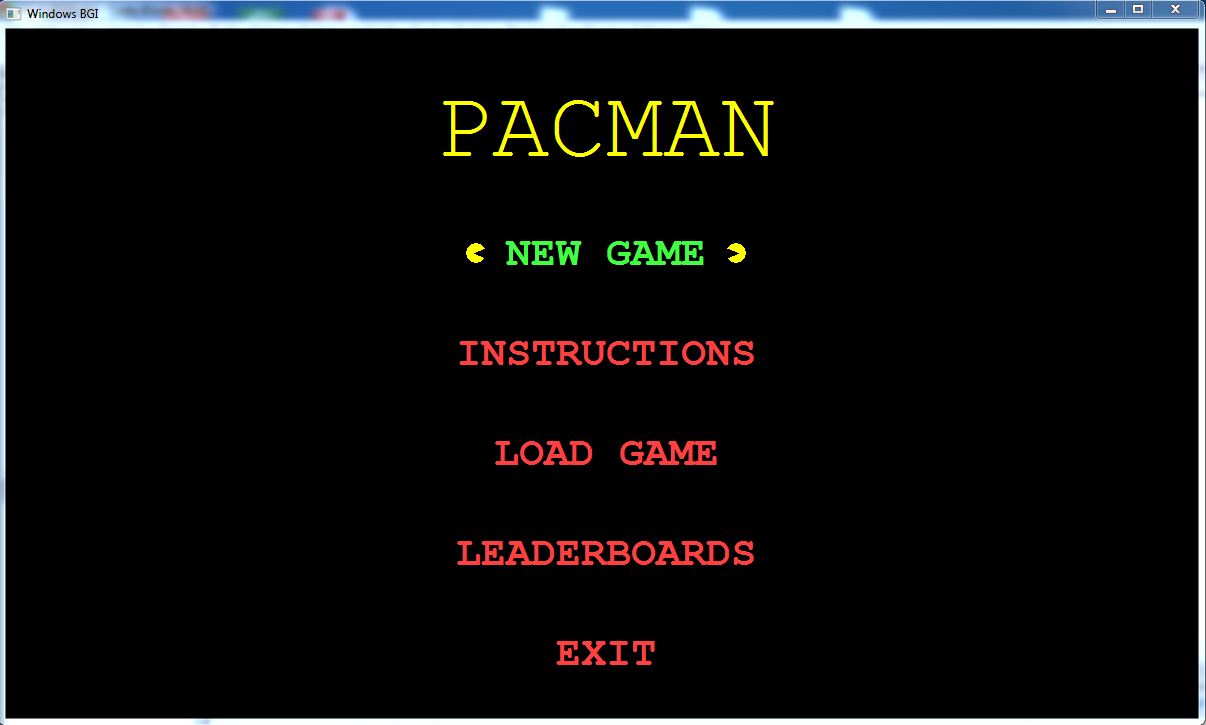 Windows BGI
PACMAN
NEW GAME
INSTRUCTIONS
LOAD GAME
LEADERBOARDS
EXIT